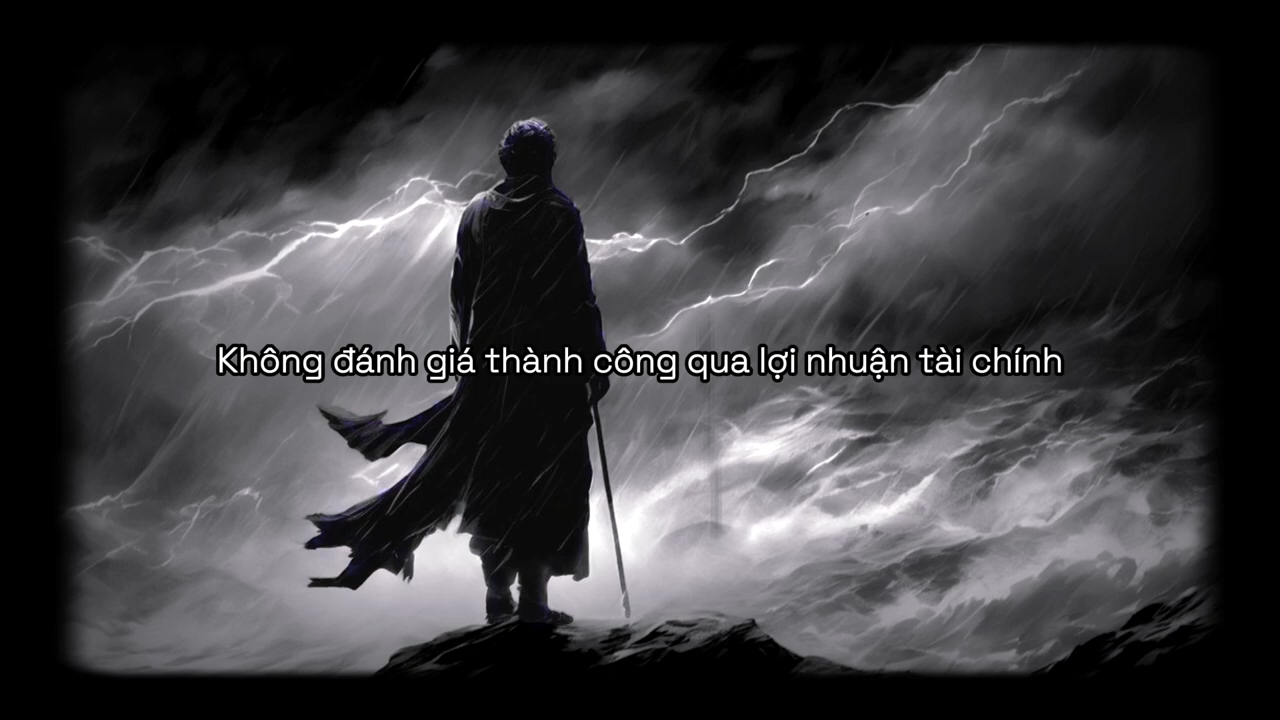 Không đánh giá thành công qua lợi nhuận tài chính